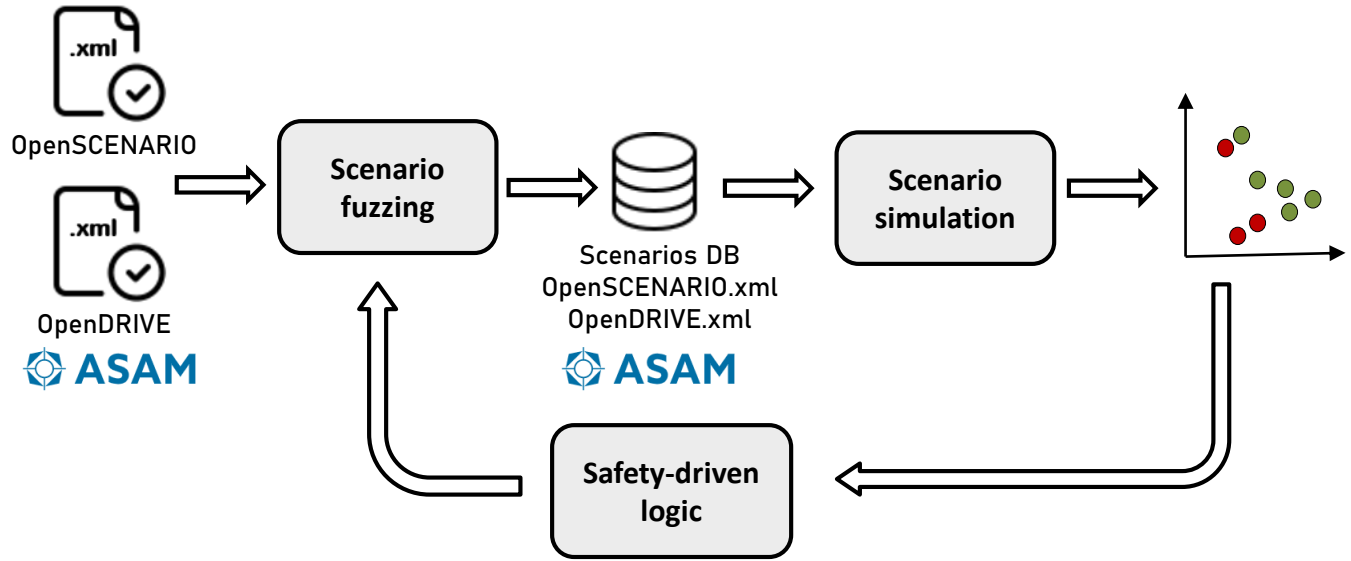 .xml
OpenSCENARIO
.xml
OpenDRIVE
ASAM
Scenario
fuzzing
Scenarios DB
OpenSCENARIO.xml
OpenDRIVE.xml
ASAM
Scenario
simulation
Safety-driven
logic